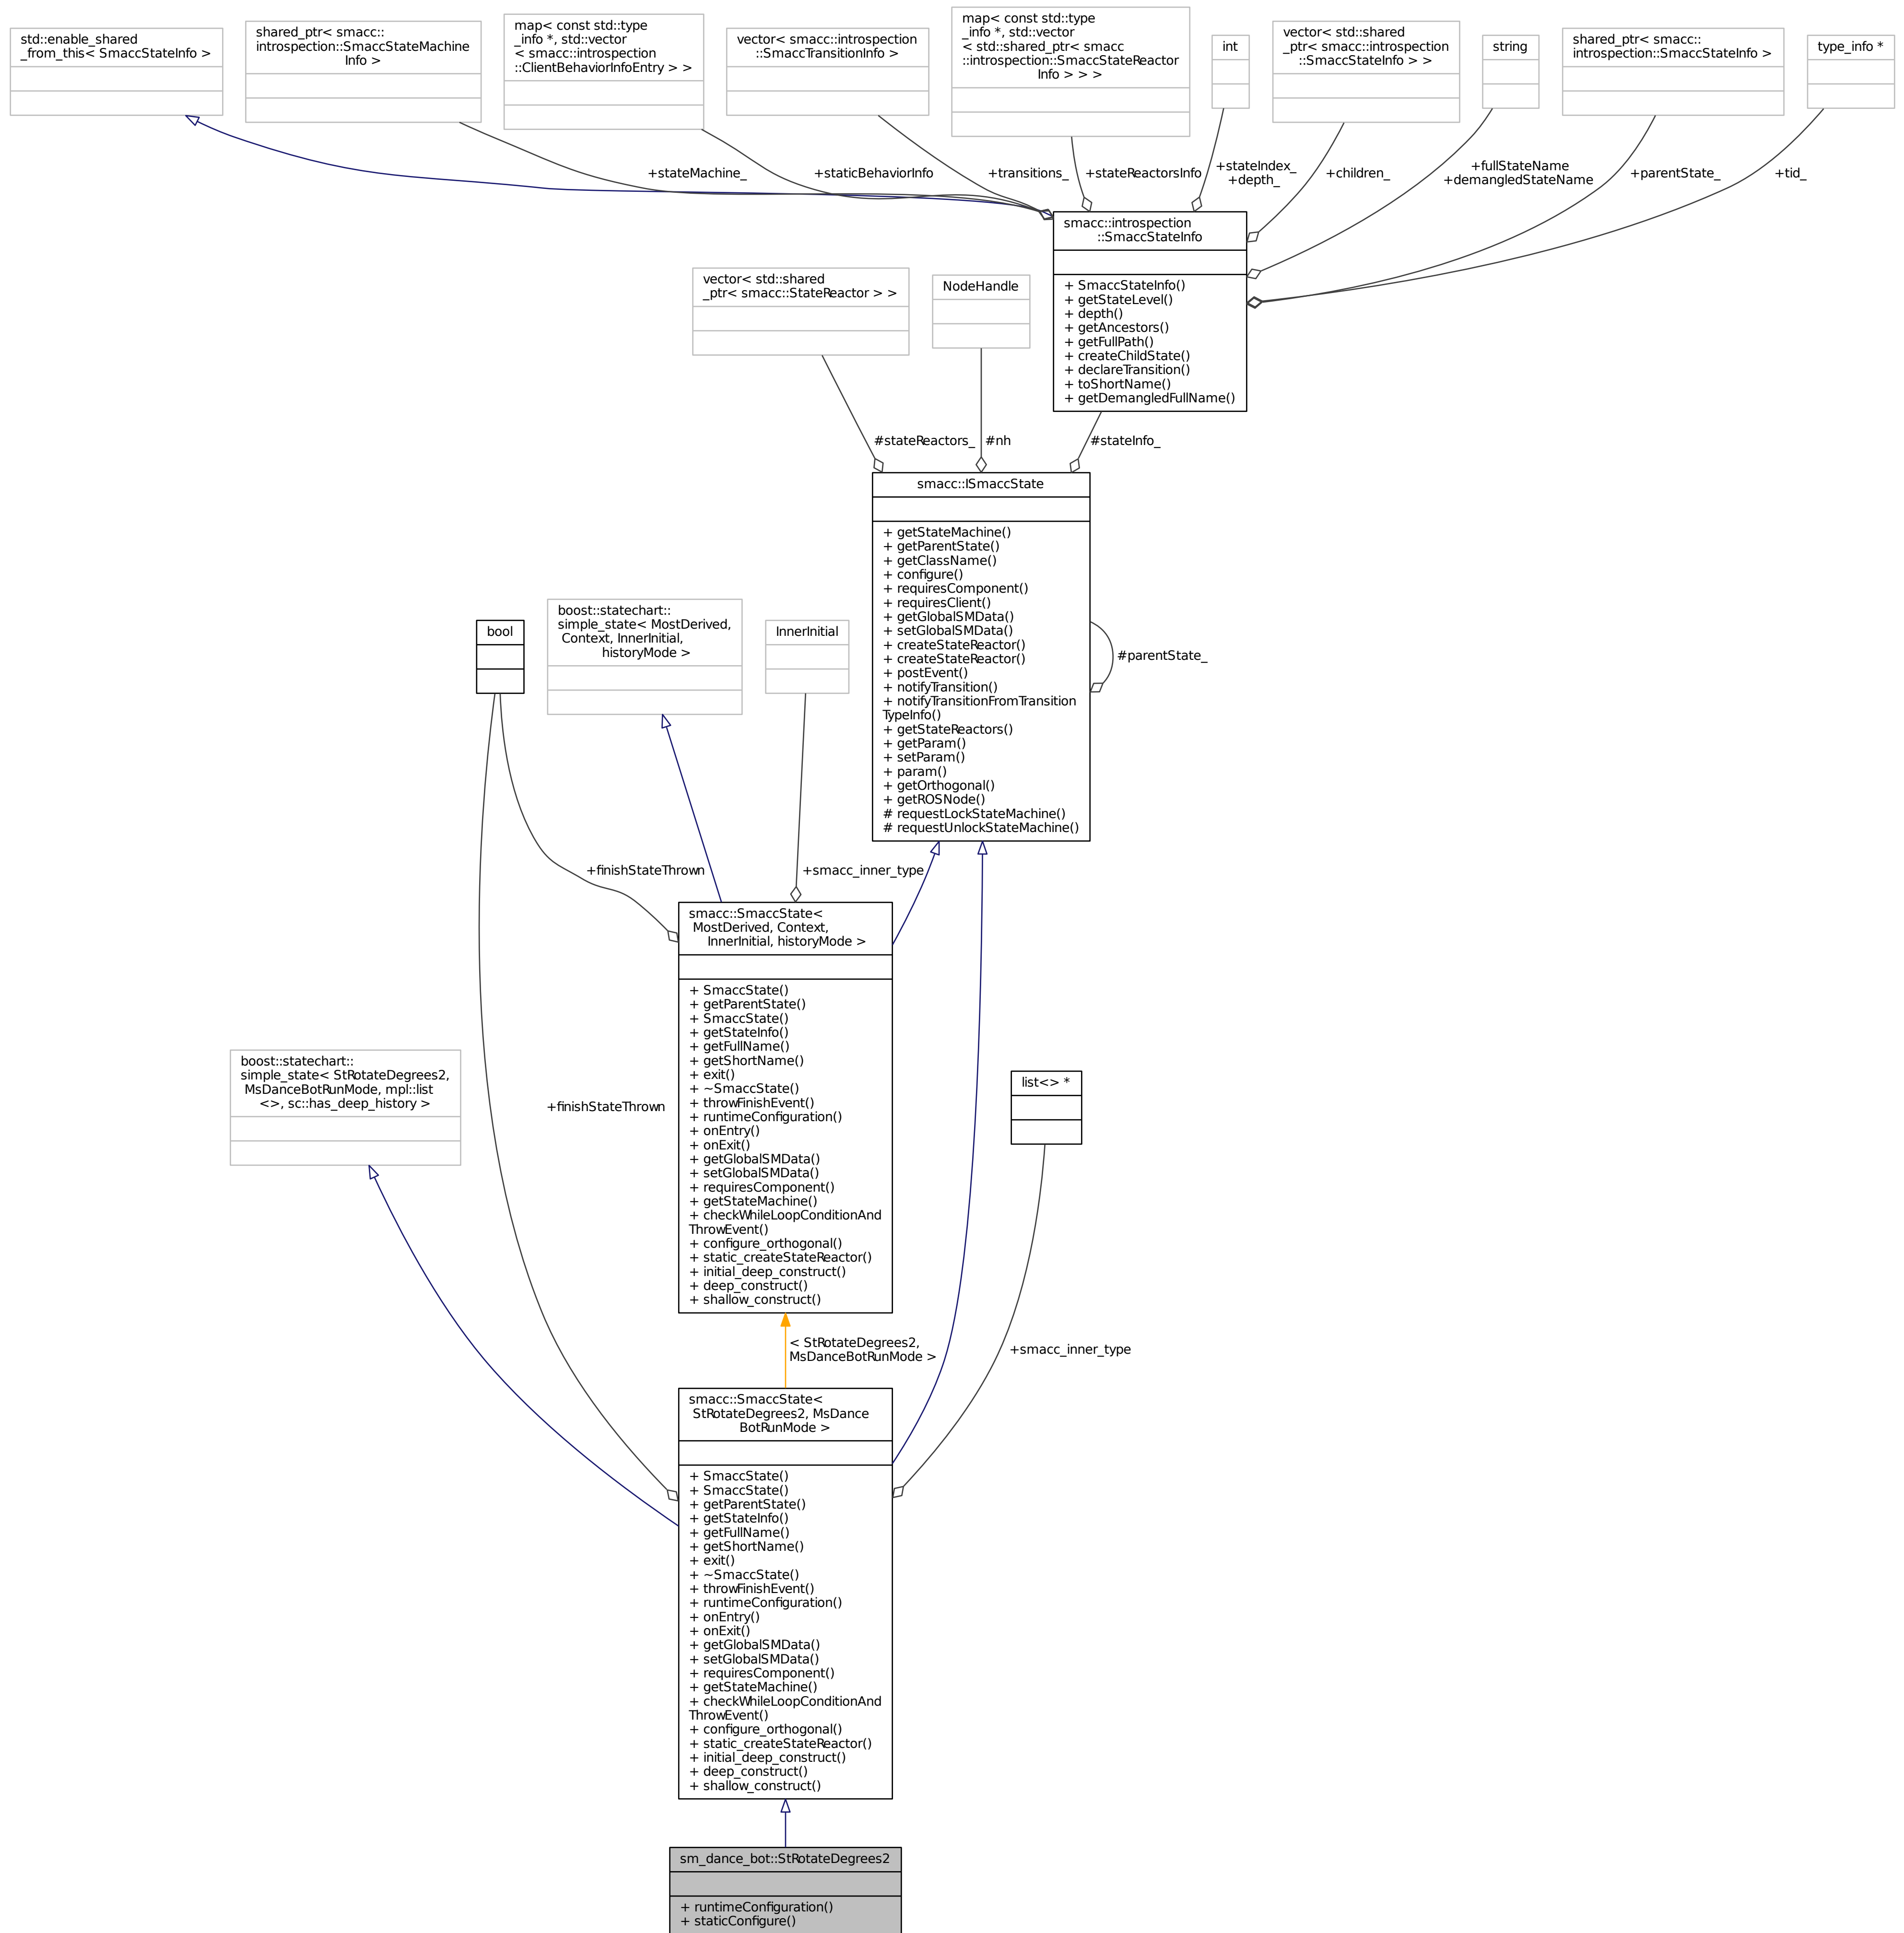 std::enable_shared
_from_this< SmaccStateInfo >
shared_ptr< smacc::
introspection::SmaccStateMachine
Info >
map< const std::type
_info *, std::vector
< smacc::introspection
::ClientBehaviorInfoEntry > >
vector< smacc::introspection
::SmaccTransitionInfo >
map< const std::type
_info *, std::vector
< std::shared_ptr< smacc
::introspection::SmaccStateReactor
Info > > >
int
vector< std::shared
_ptr< smacc::introspection
::SmaccStateInfo > >
string
shared_ptr< smacc::
introspection::SmaccStateInfo >
type_info *
+stateMachine_
+staticBehaviorInfo
+transitions_
+stateReactorsInfo
+stateIndex_
+depth_
+children_
+fullStateName
+demangledStateName
+parentState_
+tid_
smacc::introspection
::SmaccStateInfo
+ SmaccStateInfo()
+ getStateLevel()
+ depth()
+ getAncestors()
+ getFullPath()
+ createChildState()
+ declareTransition()
+ toShortName()
+ getDemangledFullName()
vector< std::shared
_ptr< smacc::StateReactor > >
NodeHandle
#stateReactors_
#nh
#stateInfo_
smacc::ISmaccState
+ getStateMachine()
+ getParentState()
+ getClassName()
+ configure()
+ requiresComponent()
+ requiresClient()
+ getGlobalSMData()
+ setGlobalSMData()
+ createStateReactor()
+ createStateReactor()
+ postEvent()
+ notifyTransition()
+ notifyTransitionFromTransition
TypeInfo()
+ getStateReactors()
+ getParam()
+ setParam()
+ param()
+ getOrthogonal()
+ getROSNode()
# requestLockStateMachine()
# requestUnlockStateMachine()
#parentState_
bool
boost::statechart::
simple_state< MostDerived,
Context, InnerInitial,
historyMode >
InnerInitial
+finishStateThrown
+smacc_inner_type
smacc::SmaccState<
MostDerived, Context,
InnerInitial, historyMode >
+ SmaccState()
+ getParentState()
+ SmaccState()
+ getStateInfo()
+ getFullName()
+ getShortName()
+ exit()
+ ~SmaccState()
+ throwFinishEvent()
+ runtimeConfiguration()
+ onEntry()
+ onExit()
+ getGlobalSMData()
+ setGlobalSMData()
+ requiresComponent()
+ getStateMachine()
+ checkWhileLoopConditionAnd
ThrowEvent()
+ configure_orthogonal()
+ static_createStateReactor()
+ initial_deep_construct()
+ deep_construct()
+ shallow_construct()
boost::statechart::
simple_state< StRotateDegrees2,
MsDanceBotRunMode, mpl::list
<>, sc::has_deep_history >
+finishStateThrown
list<> *
< StRotateDegrees2,
MsDanceBotRunMode >
+smacc_inner_type
smacc::SmaccState<
StRotateDegrees2, MsDance
BotRunMode >
+ SmaccState()
+ SmaccState()
+ getParentState()
+ getStateInfo()
+ getFullName()
+ getShortName()
+ exit()
+ ~SmaccState()
+ throwFinishEvent()
+ runtimeConfiguration()
+ onEntry()
+ onExit()
+ getGlobalSMData()
+ setGlobalSMData()
+ requiresComponent()
+ getStateMachine()
+ checkWhileLoopConditionAnd
ThrowEvent()
+ configure_orthogonal()
+ static_createStateReactor()
+ initial_deep_construct()
+ deep_construct()
+ shallow_construct()
sm_dance_bot::StRotateDegrees2
+ runtimeConfiguration()
+ staticConfigure()